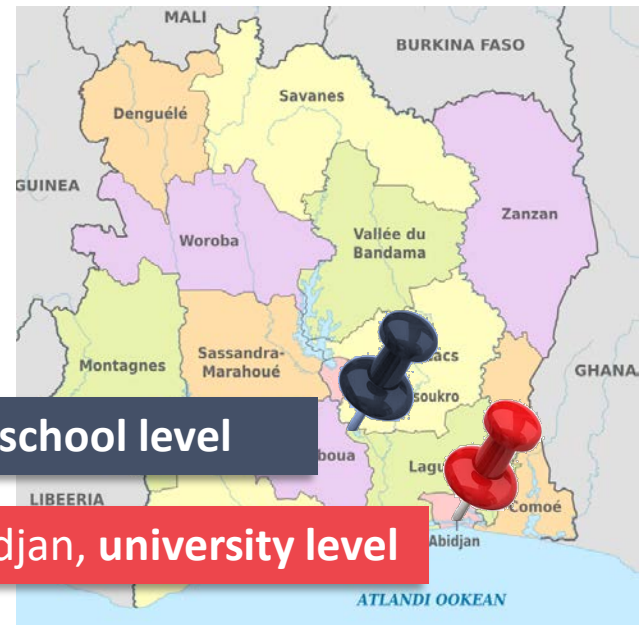 MALI
BURKINA FASO
Savanes
Denguélé
GUINEA
Zanzan
Woroba
Vallée du
Bandama
Sassandra-
Marahoué
Montagnes
GHANA
school level
LIBEERIA
Comoé
university level
Abidjan
ATLANDI OOKEAN